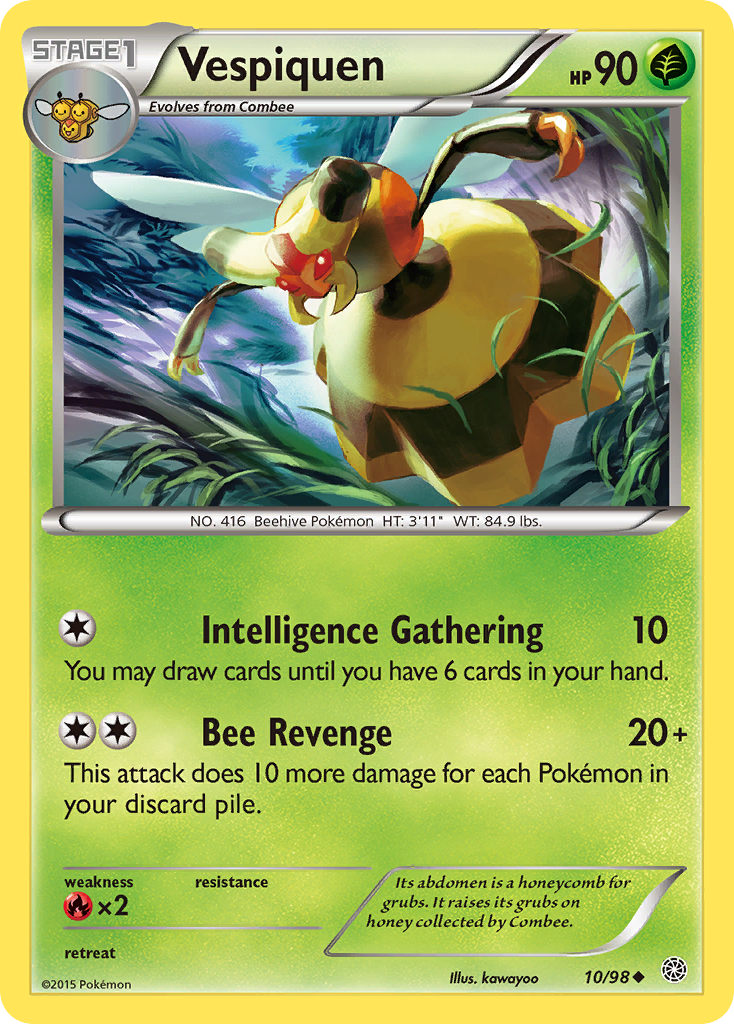 STAGE1
Vespiquen
HP 90
Evolves from Combee
NO. 416 Beehive Pokémon HT: 3'11" WT: 84.9 lbs.
Intelligence Gathering 10
You may draw cards until you have 6 cards in your hand.
Bee Revenge 20+
This attack does 10 more damage for each Pokémon in
your discard pile.
weakness resistance
×2
retreat
Its abdomen is a honeycomb for
grubs. It raises its grubs on
honey collected by Combee.
©2015 Pokémon
Illus. kawayoo
10/98